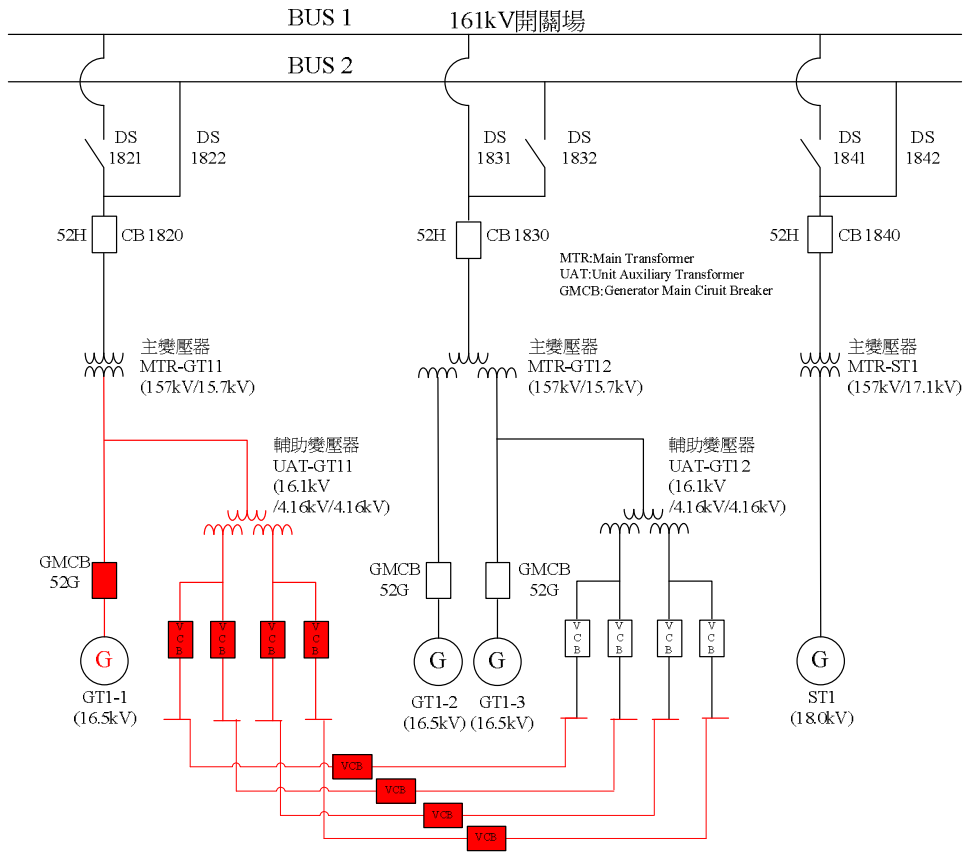 BUS 1
161kV開關場
BUS 2
DS
1821
DS
1822
DS
1831
DS
1832
DS
1841
DS
1842
52H
CB 1820
52H
CB 1830
52H
CB 1840
MTR:Main Transformer
UAT:Unit Auxiliary Transformer
GMCB:Generator Main Ciruit Breaker
主變壓器
MTR-GT11
(157kV/15.7kV)
主變壓器
MTR-GT12
(157kV/15.7kV)
主變壓器
MTR-ST1
(157kV/17.1kV)
輔助變壓器
UAT-GT11
(16.1kV
/4.16kV/4.16kV)
輔助變壓器
UAT-GT12
(16.1kV
/4.16kV/4.16kV)
GMCB
52G
GMCB
52G
GMCB
52G
VCB
VCB
VCB
VCB
VCB
VCB
VCB
VCB
G
GT1-1
(16.5kV)
G
GT1-2
(16.5kV)
G
GT1-3
(16.5kV)
G
ST1
(18.0kV)
VCB
VCB
VCB
VCB